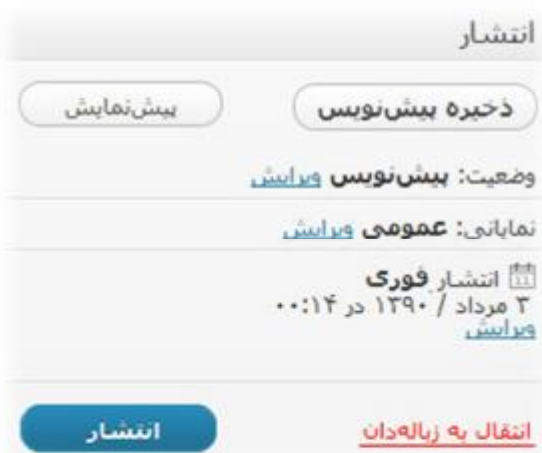 انتشار
ذخیره پیش‌نویس پیش‌نمایش
وضعیت: پیش‌نویس ویرایش
نمایانی: عمومی ویرایش
انتشار فوری
۳ مرداد / ۱۳۹۰ در ۰۰:۱۴
ویرایش
انتقال به زباله‌دان انتشار